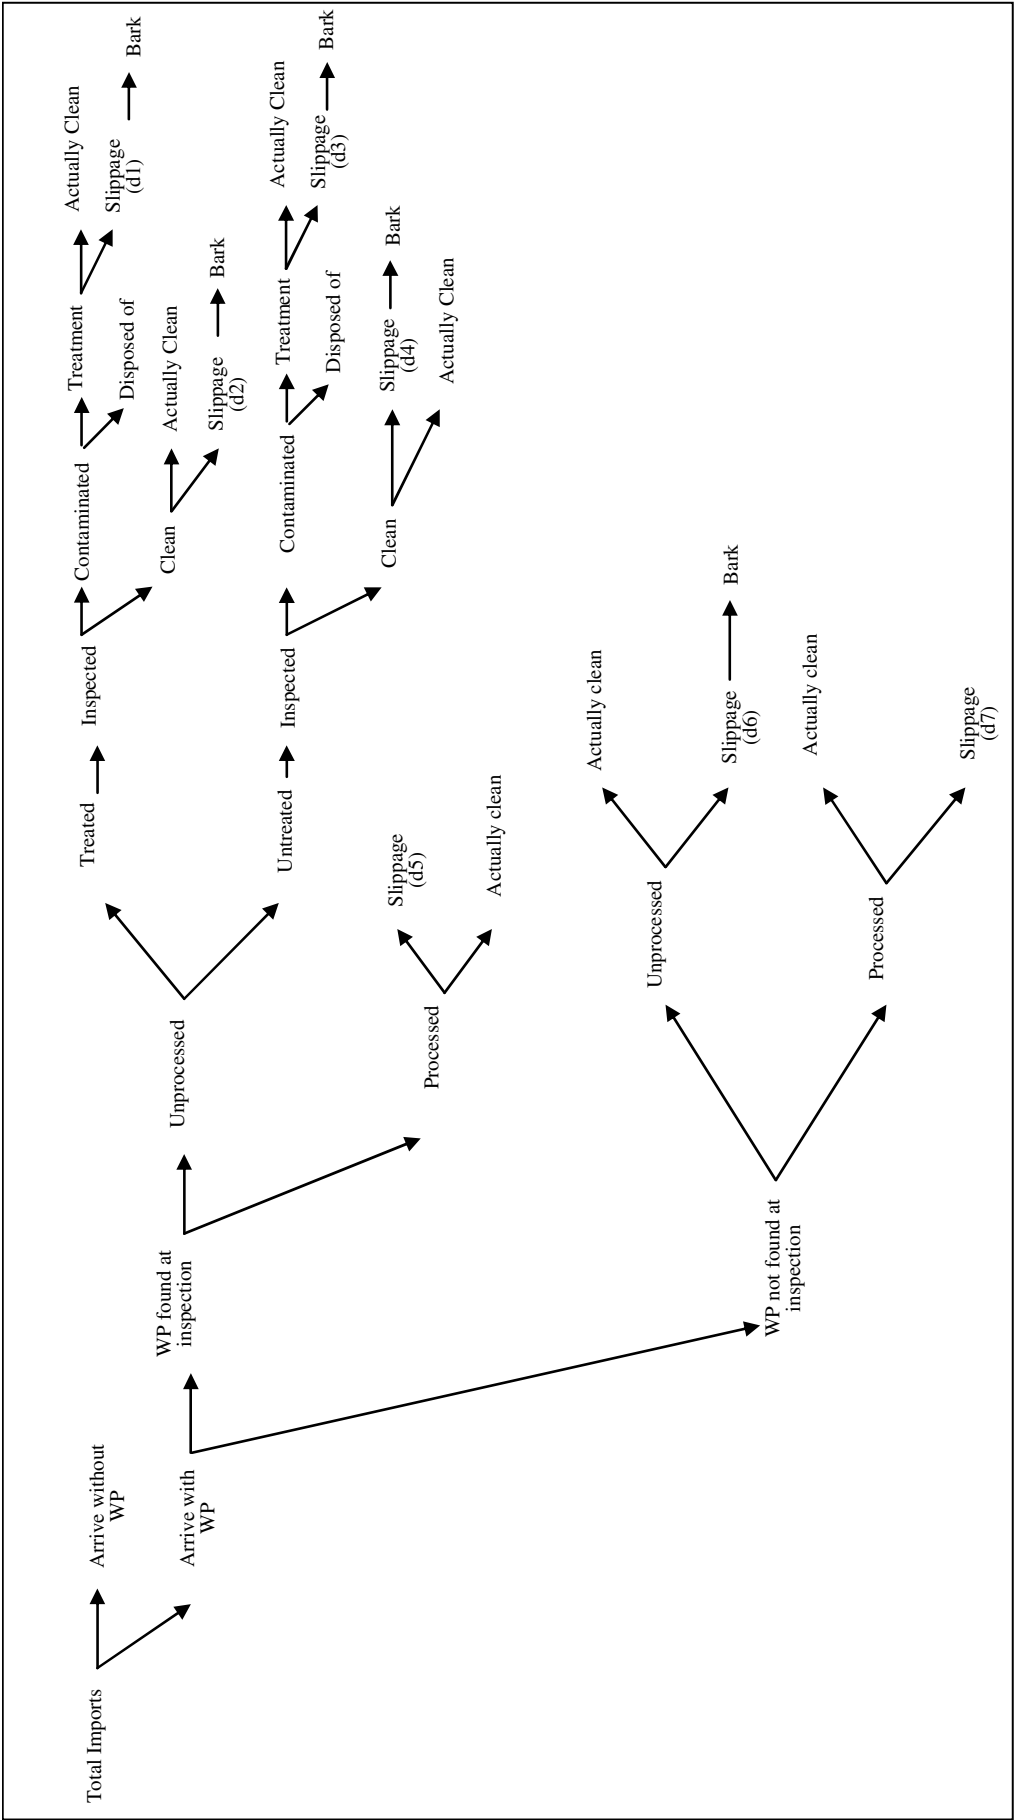 Total Imports
Arrive without
WP
Arrive with
WP
WP found at
inspection
WP not found at
inspection
Unprocessed
Processed
Treated
Inspected
Contaminated
Treatment
Actually Clean
Slippage
(d1)
Bark
Disposed of
Clean
Actually Clean
Slippage
(d2)
Bark
Untreated
Inspected
Contaminated
Treatment
Actually Clean
Slippage
(d3)
Bark
Disposed of
Clean
Slippage
(d4)
Bark
Actually Clean
Slippage
(d5)
Actually clean
Unprocessed
Actually clean
Slippage
(d6)
Bark
Processed
Actually clean
Slippage
(d7)